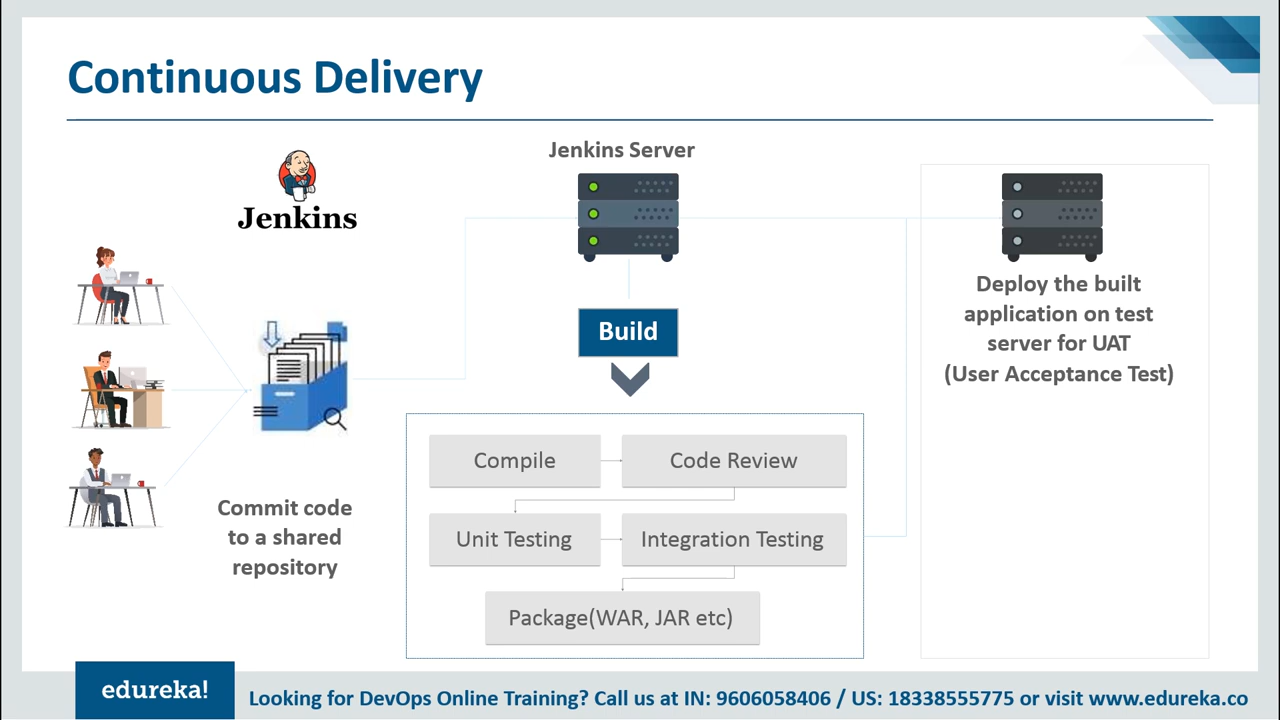 Continuous Delivery
Jenkins Server
Jenkins
Build
Deploy the built
application on test
server for UAT
(User Acceptance Test)
Commit code
to a shared
repository
Compile
Code Review
Unit Testing
Integration Testing
Package(WAR, JAR etc)
edureka!
Looking for DevOps Online Training? Call us at IN: 9606058406 / US: 18338555775 or visit www.edureka.co